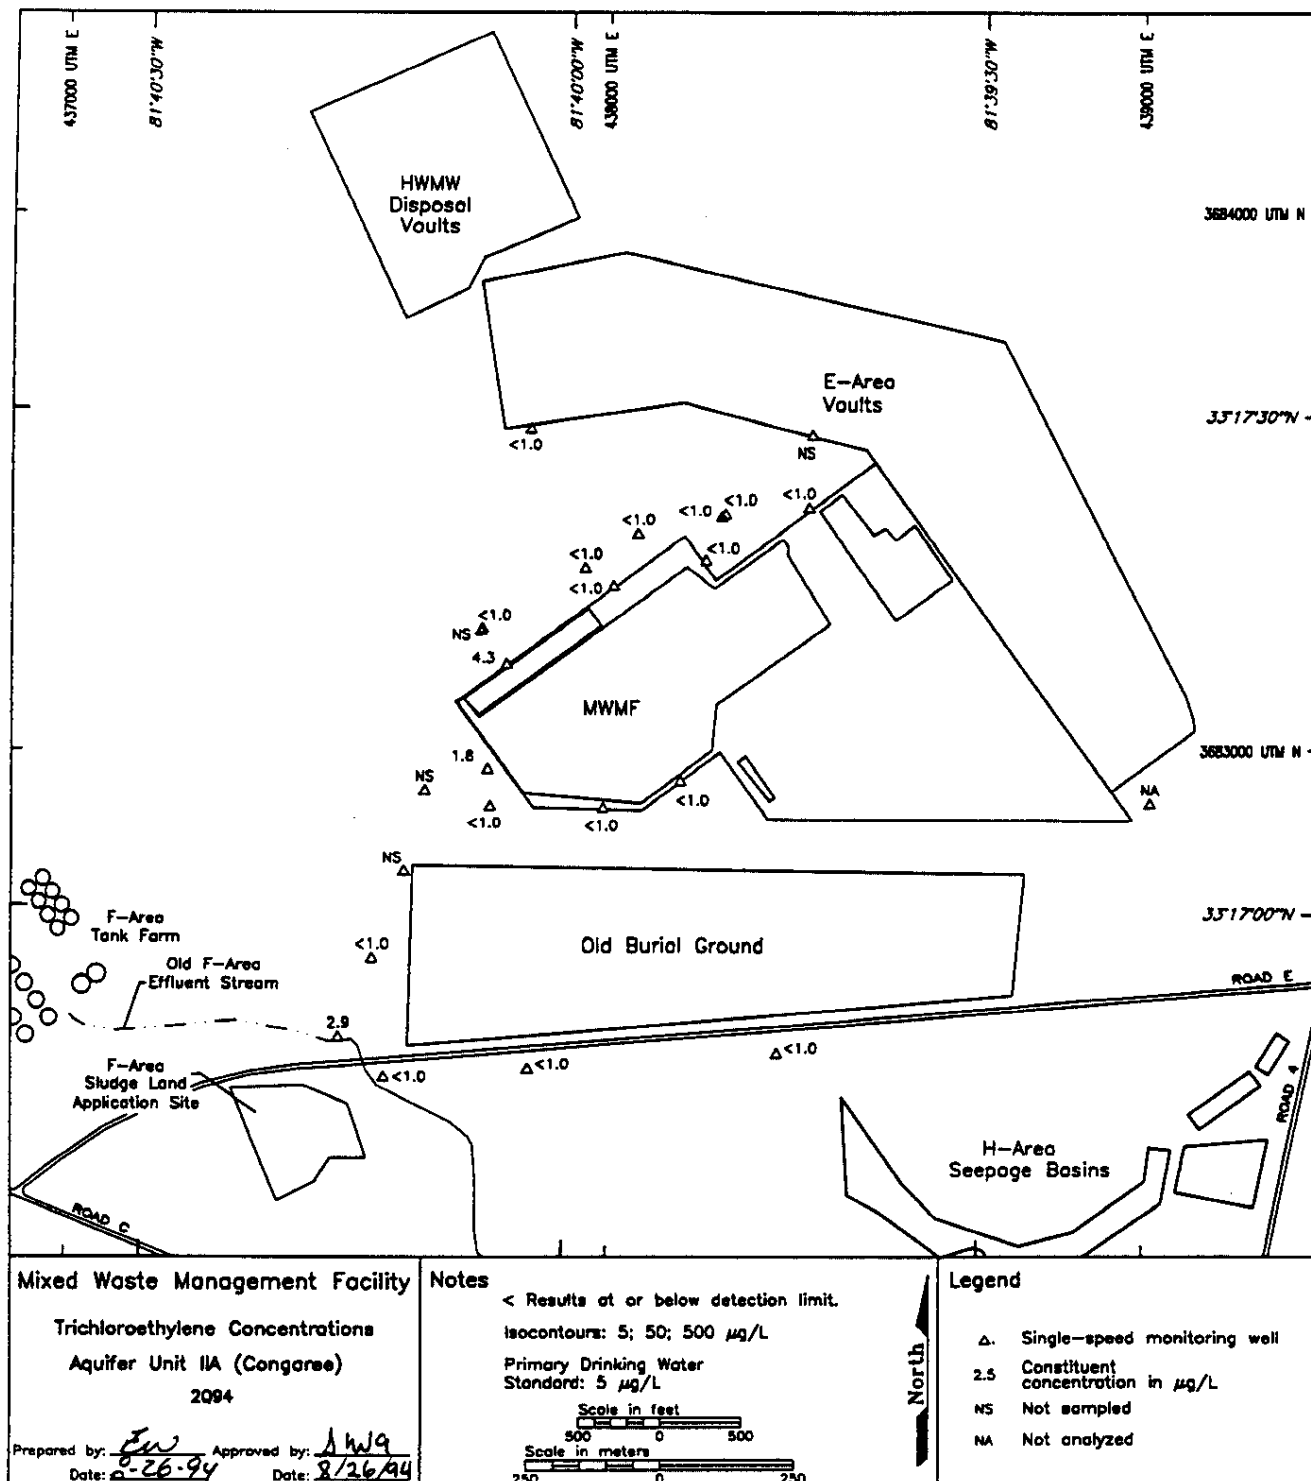 437000 UTM E
81°40'30"W
81°40'00"W
438000 UTM E
81°39'30"W
439000 UTM E
HWMW
Disposal
Vaults
3684000 UTM N
E-Area
Vaults
33°17'30"N
<1.0
NS
<1.0
<1.0
<1.0
<1.0
<1.0
<1.0
<1.0
<1.0
NS
4.3
MWMF
3683000 UTM N
1.8
NS
<1.0
<1.0
<1.0
NA
NS
33°17'00"N
F-Area
Tank Farm
<1.0
Old Burial Ground
Old F-Area
Effluent Stream
ROAD E
2.9
<1.0
<1.0
<1.0
F-Area
Sludge Land
Application Site
ROAD 4
H-Area
Seepage Basins
ROAD C
Mixed Waste Management Facility
Trichloroethylene Concentrations
Aquifer Unit IIA (Congaree)
2Q94
Prepared by:
Approved by:
Date: 8-26-94
Date: 8/26/94
Notes
< Results at or below detection limit.
Isocontours: 5; 50; 500 µg/L
Primary Drinking Water
Standard: 5 µg/L
Scale in feet
500 0 500
Scale in meters
250 0 250
North
Legend
Single-speed monitoring well
2.5 Constituent
concentration in µg/L
NS Not sampled
NA Not analyzed